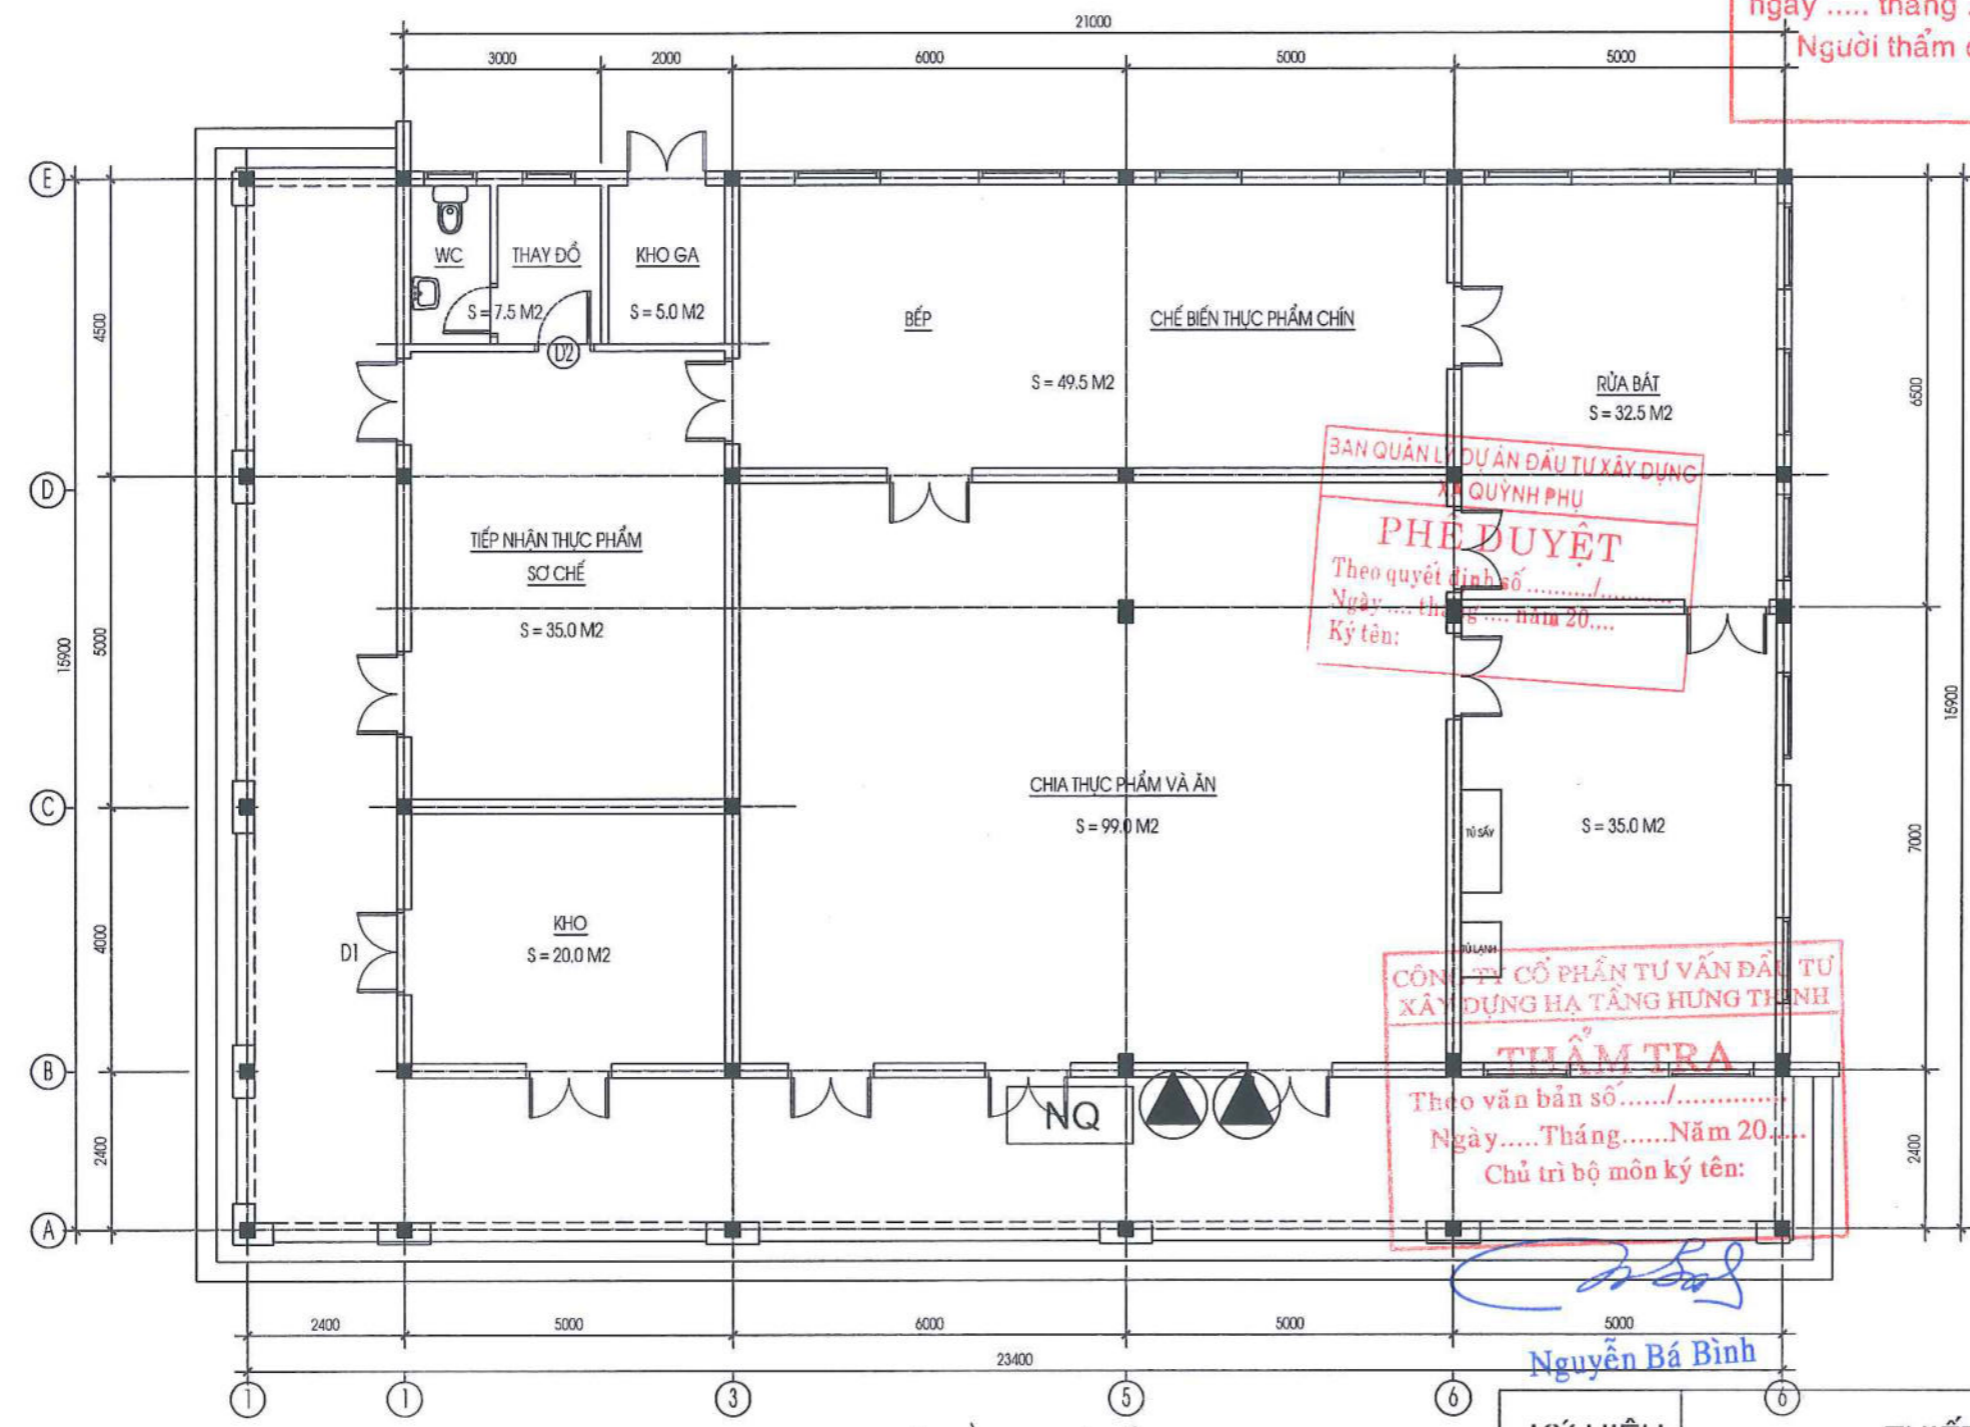 ngày ..... tháng
Người thẩm
21000
3000
2000
6000
5000
5000
E
WC
THAY ĐỒ
KHO GA
S = 7.5 M2
S = 5.0 M2
D2
BẾP
CHẾ BIẾN THỰC PHẨM CHÍN
S = 49.5 M2
RỬA BÁT
S = 32.5 M2
4500
6500
D
BAN QUẢN LÝ DỰ ÁN ĐẦU TƯ XÂY DỰNG
XÃ QUỲNH PHỤ
PHÊ DUYỆT
Theo quyết định số ........../..........
Ngày .... tháng .... năm 20....
Ký tên:
TIẾP NHẬN THỰC PHẨM
SƠ CHẾ
S = 35.0 M2
15900
5000
15900
C
CHIA THỰC PHẨM VÀ ĂN
S = 99.0 M2
TỦ SẤY
S = 35.0 M2
7000
KHO
S = 20.0 M2
D1
4000
TỦ LẠNH
CÔNG TY CỔ PHẦN TƯ VẤN ĐẦU TƯ
XÂY DỰNG HẠ TẦNG HƯNG THỊNH
THẨM TRA
Theo văn bản số....../..............
Ngày.....Tháng......Năm 20.....
Chủ trì bộ môn ký tên:
B
NQ
2400
2400
A
2400
5000
6000
5000
5000
23400
Nguyễn Bá Bình
1
1
3
5
6
6